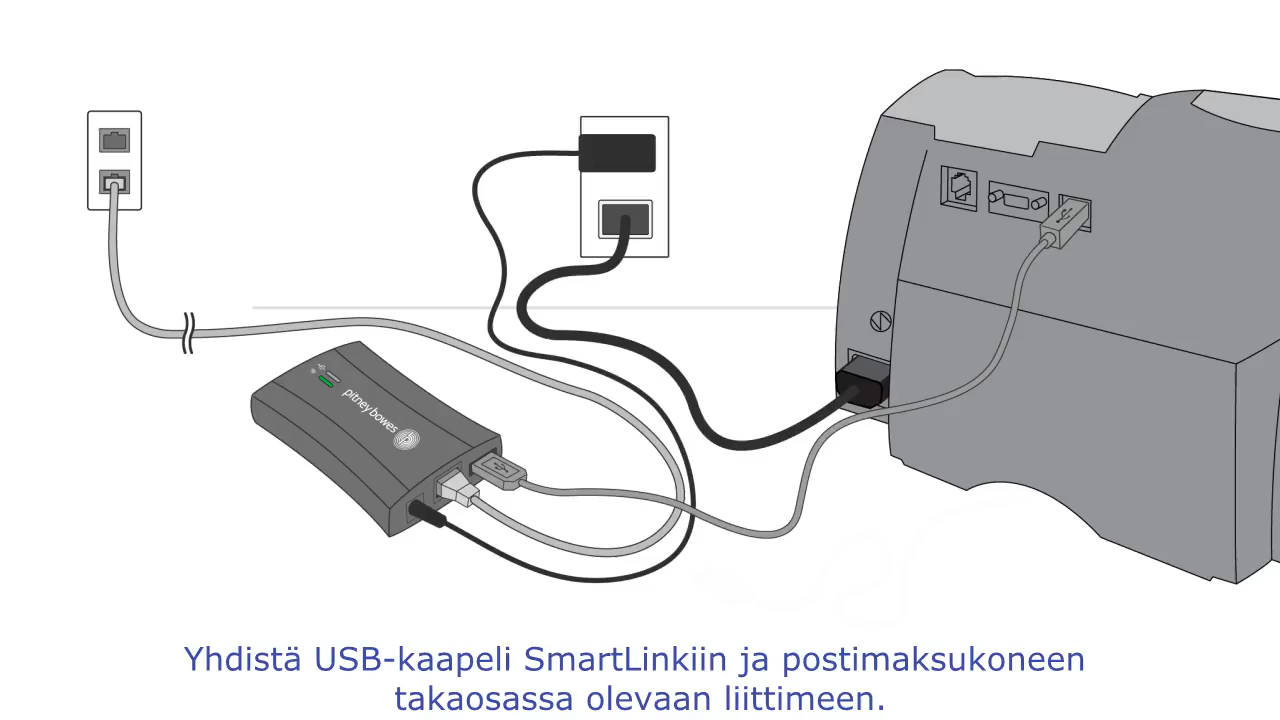 pitney bowes
Yhdistä USB-kaapeli SmartLinkiin ja postimaksukoneen
takaosassa olevaan liittimeen.